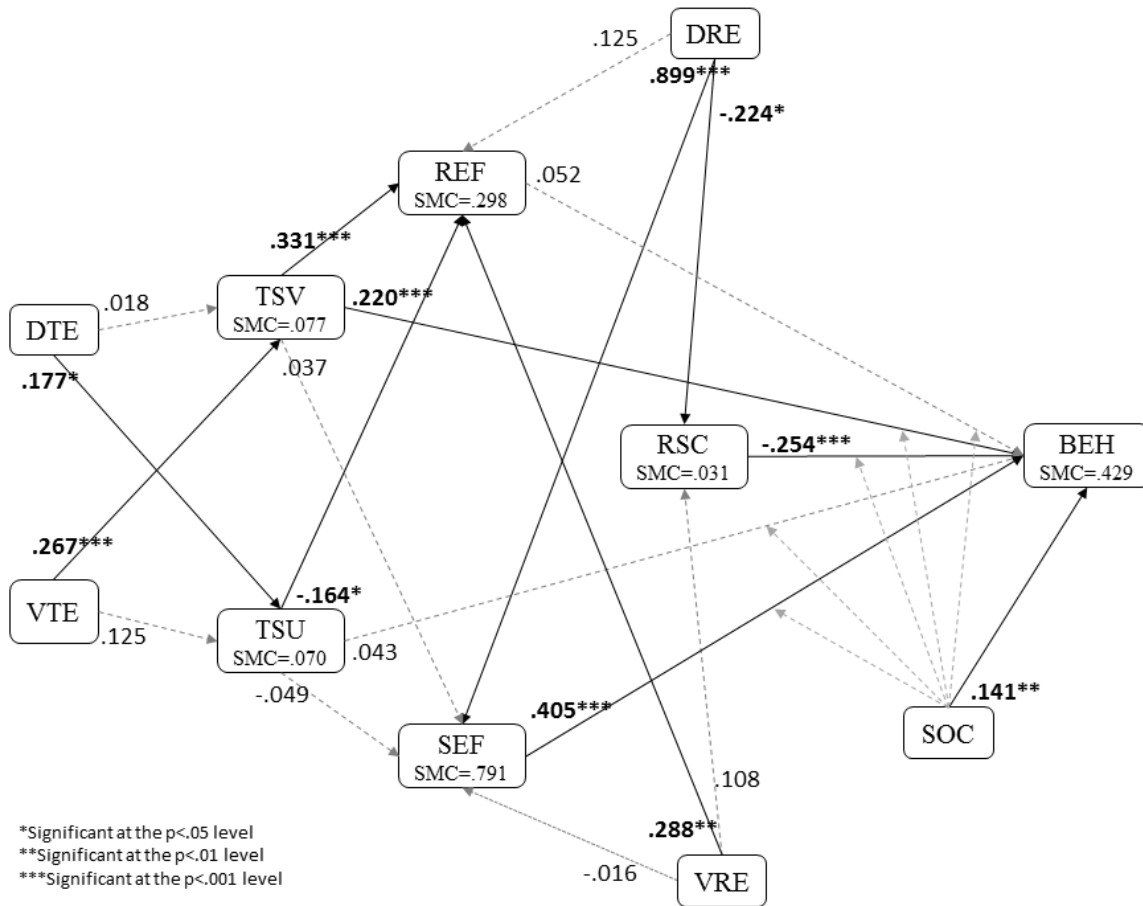 DRE
.125
.899***
-.224*
REF
SMC=.298
.052
.331***
TSV
SMC=.077
.220***
.018
DTE
.177*
.037
RSC
SMC=.031
-.254***
BEH
SMC=.429
.267***
VTE
.125
-.164*
TSU
SMC=.070
.043
-.049
.405***
SEF
SMC=.791
.141**
SOC
.108
.288**
-.016
VRE
*Significant at the p<.05 level
**Significant at the p<.01 level
***Significant at the p<.001 level